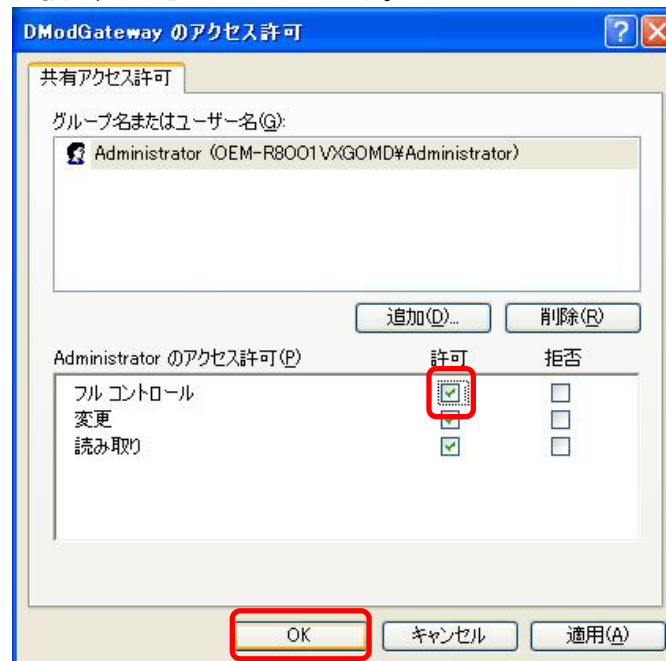 DModGateway のアクセス許可
共有アクセス許可
グループ名またはユーザー名(G):
Administrator (OEM-R8OO1VXGOMD¥Administrator)
追加(D)... 削除(R)
Administrator のアクセス許可(P) 許可 拒否
フル コントロール
変更
読み取り
OK キャンセル 適用(A)